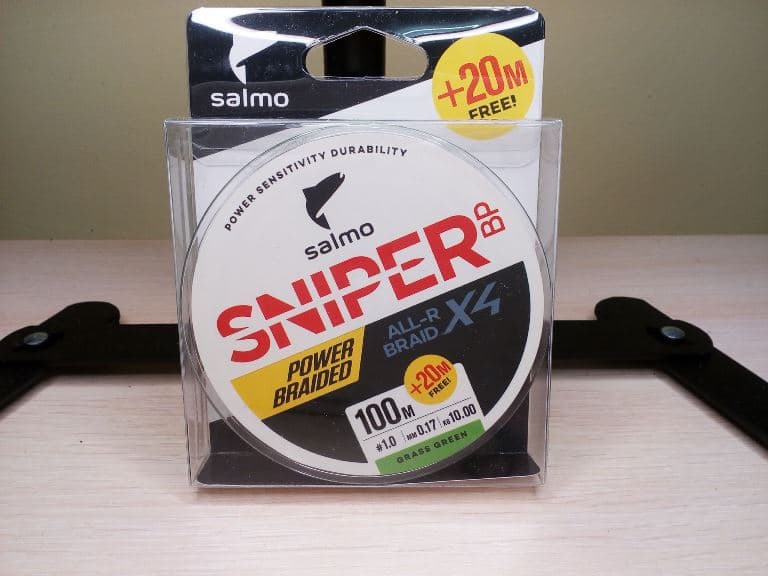 salmo
+20M
FREE!
POWER SENSITIVITY DURABILITY
salmo
SNIPER BP
POWER
BRAIDED
ALL-R
BRAID X4
+20M
FREE!
100M
#1.0 MM 0.17 KG 10.00
GRASS GREEN